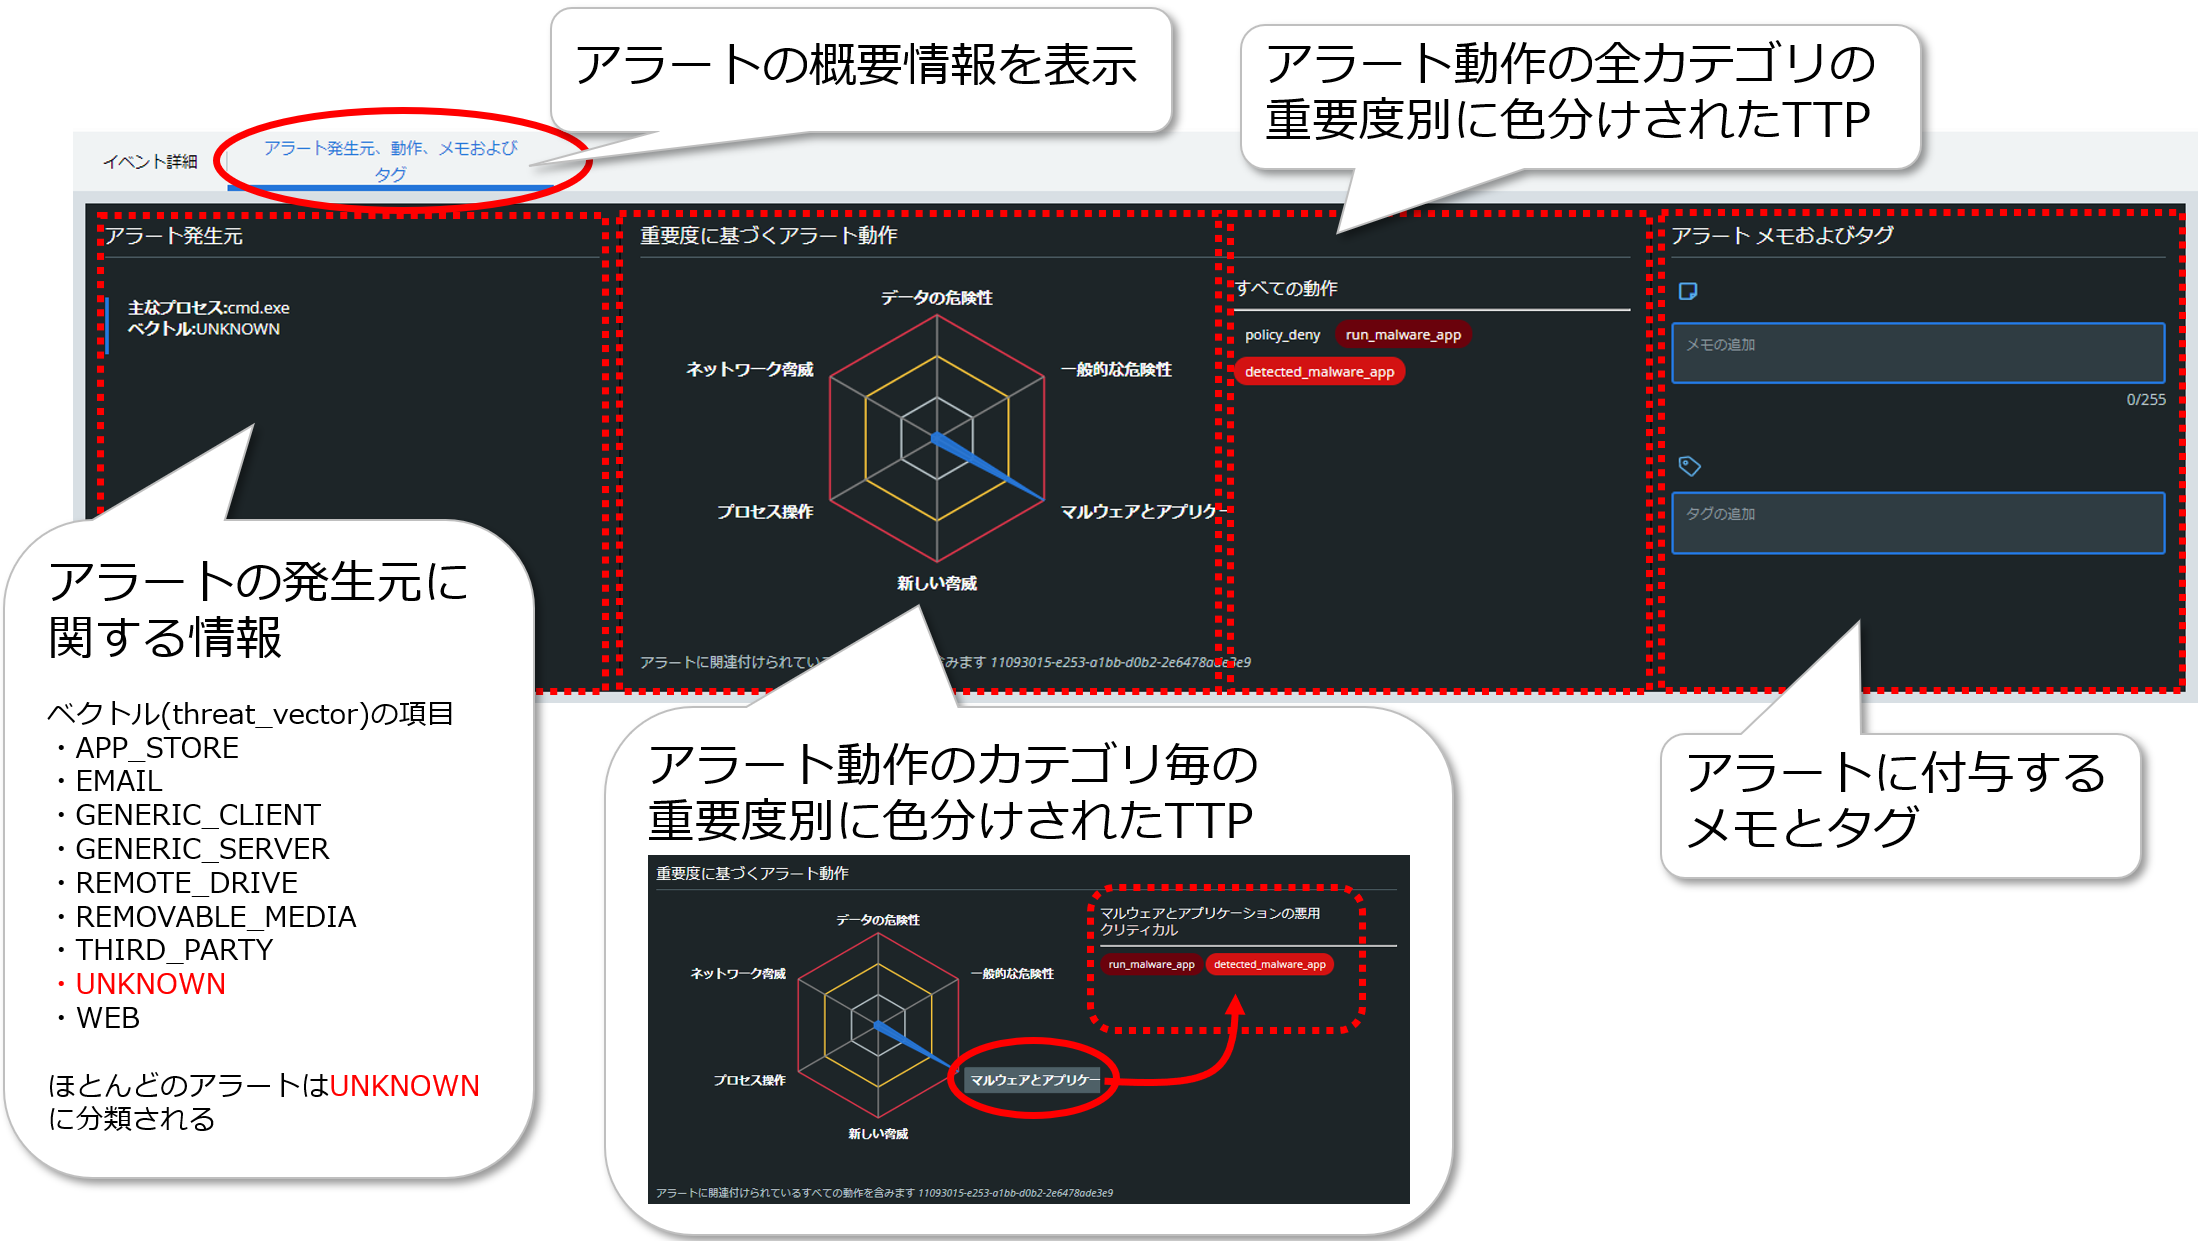 アラートの概要情報を表示
アラート動作の全カテゴリの
重要度別に色分けされたTTP
イベント詳細
アラート発生元、動作、メモおよび
タグ
アラート発生元
主なプロセス:cmd.exe
ベクトル:UNKNOWN
重要度に基づくアラート動作
データの危険性
ネットワーク脅威
一般的な危険性
プロセス操作
マルウェアとアプリケー
新しい脅威
アラートに関連付けられてい
みます 11093015-e253-a1bb-d0b2-2e6478ade3e9
すべての動作
policy_deny
run_malware_app
detected_malware_app
アラート メモおよびタグ
メモの追加
0/255
タグの追加
アラートの発生元に
関する情報
ベクトル(threat_vector)の項目
・APP_STORE
・EMAIL
・GENERIC_CLIENT
・GENERIC_SERVER
・REMOTE_DRIVE
・REMOVABLE_MEDIA
・THIRD_PARTY
・UNKNOWN
・WEB
ほとんどのアラートはUNKNOWN
に分類される
アラート動作のカテゴリ毎の
重要度別に色分けされたTTP
重要度に基づくアラート動作
データの危険性
ネットワーク脅威
一般的な危険性
プロセス操作
マルウェアとアプリケー
新しい脅威
マルウェアとアプリケーションの悪用
クリティカル
run_malware_app
detected_malware_app
アラートに関連付けられているすべての動作を含みます 11093015-e253-a1bb-d0b2-2e6478ade3e9
アラートに付与する
メモとタグ